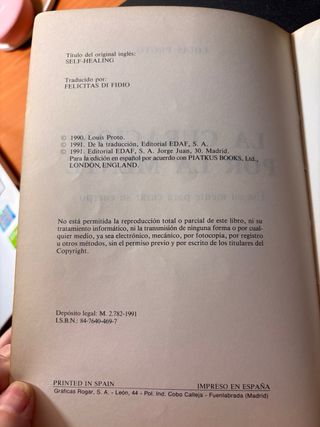 Título del original inglés:
SELF-HEALING
Traducido por:
FELICITAS DI FIDIO
© 1990. Louis Proto.
© 1991. De la traducción, Editorial EDAF, S. A.
© 1991. Editorial EDAF, S. A. Jorge Juan, 30. Madrid.
Para la edición en español por acuerdo con PIATKUS BOOKS, Ltd.,
LONDON, ENGLAND.
No está permitida la reproducción total o parcial de este libro, ni su
tratamiento informático, ni la transmisión de ninguna forma o por cual-
quier medio, ya sea electrónico, mecánico, por fotocopia, por registro
u otros métodos, sin el permiso previo y por escrito de los titulares del
Copyright.
Depósito legal: M. 2.782-1991
I.S.B.N.: 84-7640-469-7
PRINTED IN SPAIN IMPRESO EN ESPAÑA
Gráficas Rogar, S. A. - León, 44 - Pol. Ind. Cobo Calleja - Fuenlabrada (Madrid)